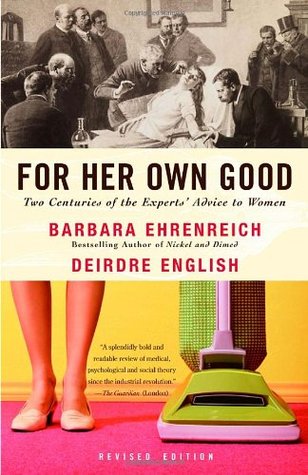 FOR HER OWN GOOD
Two Centuries of the Experts' Advice to Women
BARBARA EHRENREICH
Bestselling Author of Nickel and Dimed
DEIRDRE ENGLISH
"A splendidly bold and
readable review of medical,
psychological and social theory
since the industrial revolution."
—The Guardian (London)
REVISED EDITION